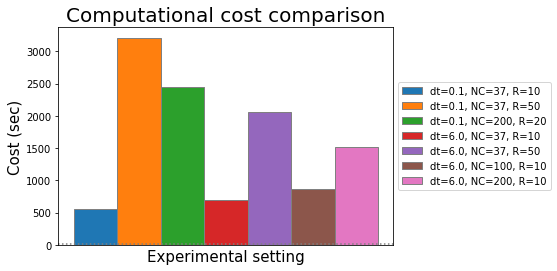 Computational cost comparison
3000
2500
2000
1500
1000
500
0
Cost (sec)
Experimental setting
dt=0.1, NC=37, R=10
dt=0.1, NC=37, R=50
dt=0.1, NC=200, R=20
dt=6.0, NC=37, R=10
dt=6.0, NC=37, R=50
dt=6.0, NC=100, R=10
dt=6.0, NC=200, R=10